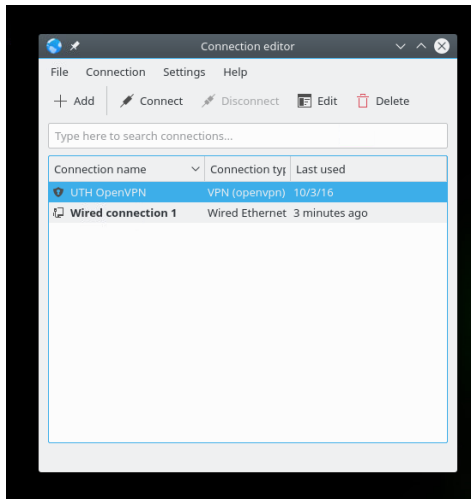 Connection editor
File Connection Settings Help
Add Connect Disconnect Edit Delete
Type here to search connections...
Connection name Connection typ Last used
UTH OpenVPN VPN (openvpn) 10/3/16
Wired connection 1 Wired Ethernet 3 minutes ago